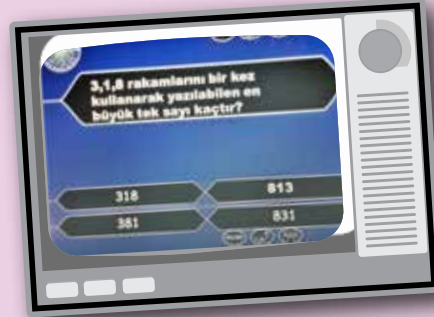 3,1,8 rakamlarını bir kez
kullanarak yazılabilen en
büyük tek sayı kaçtır?
318
813
381
831